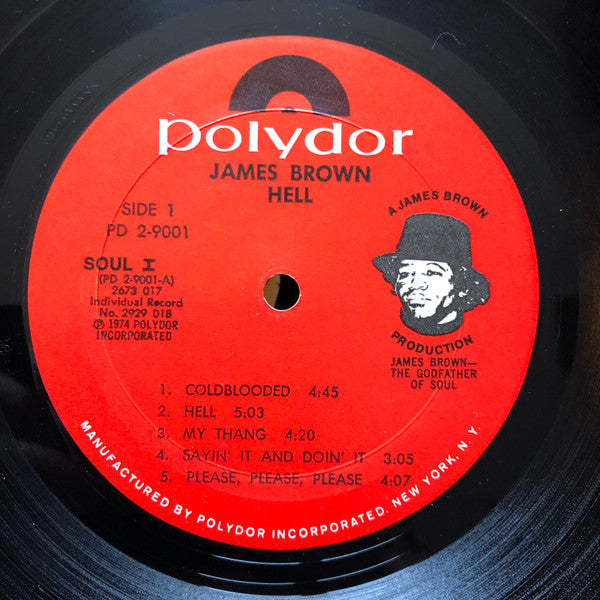 polydor
JAMES BROWN
HELL
SIDE 1
PD 2-9001
SOUL I
(PD 2-9001-A)
2673 017
Individual Record
No. 2929 018
℗ 1974 POLYDOR
INCORPORATED
A JAMES BROWN
PRODUCTION
JAMES BROWN—
THE GODFATHER
OF SOUL
1. COLDBLOODED 4:45
2. HELL 5:03
3. MY THANG 4:20
4. SAYIN' IT AND DOIN' IT 3:05
5. PLEASE, PLEASE, PLEASE 4:07
MANUFACTURED BY POLYDOR INCORPORATED. NEW YORK, N.Y.